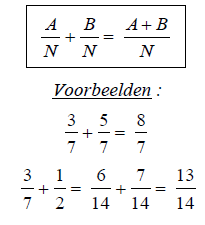 A/N + B/N = A + B/N
Voorbeelden :
3/7 + 5/7 = 8/7
3/7 + 1/2 = 6/14 + 7/14 = 13/14